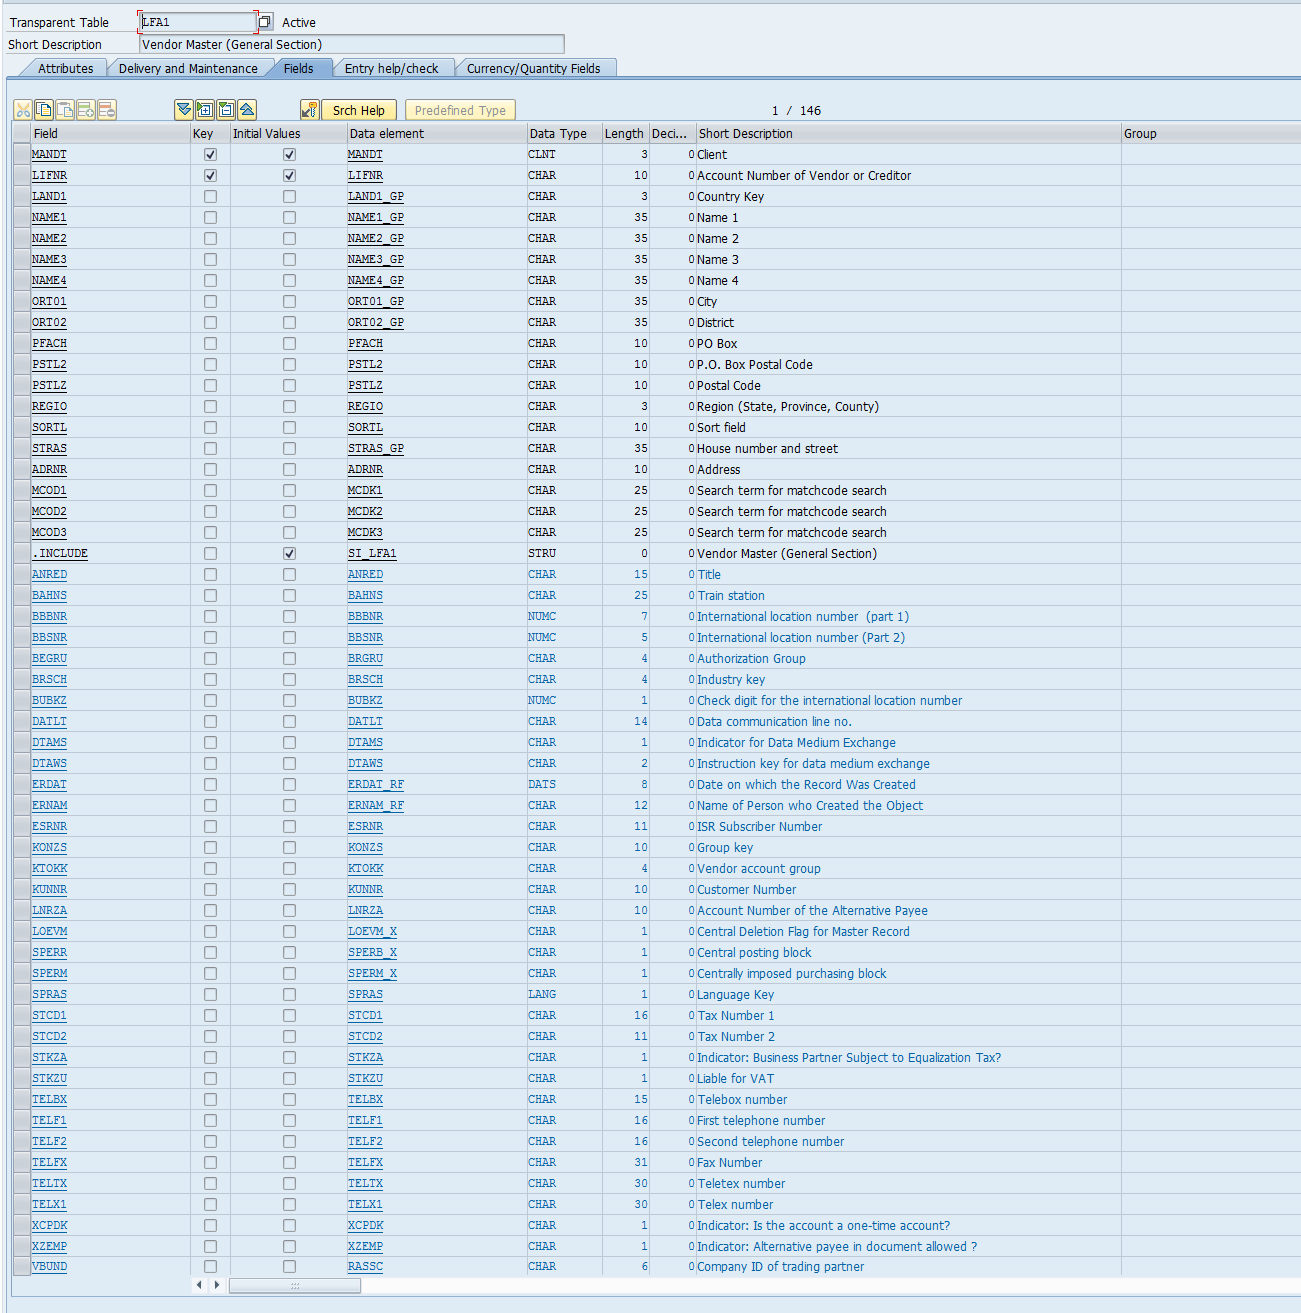 Transparent Table LFA1 Active
Short Description Vendor Master (General Section)
Attributes Delivery and Maintenance Fields Entry help/check Currency/Quantity Fields
Srch Help Predefined Type 1 / 146
Field Key Initial Values Data element Data Type Length Deci... Short Description Group
MANDT MANDT CLNT 3 0 Client
LIFNR LIFNR CHAR 10 0 Account Number of Vendor or Creditor
LAND1 LAND1_GP CHAR 3 0 Country Key
NAME1 NAME1_GP CHAR 35 0 Name 1
NAME2 NAME2_GP CHAR 35 0 Name 2
NAME3 NAME3_GP CHAR 35 0 Name 3
NAME4 NAME4_GP CHAR 35 0 Name 4
ORT01 ORT01_GP CHAR 35 0 City
ORT02 ORT02_GP CHAR 35 0 District
PFACH PFACH CHAR 10 0 PO Box
PSTL2 PSTL2 CHAR 10 0 P.O. Box Postal Code
PSTLZ PSTLZ CHAR 10 0 Postal Code
REGIO REGIO CHAR 3 0 Region (State, Province, County)
SORTL SORTL CHAR 10 0 Sort field
STRAS STRAS_GP CHAR 35 0 House number and street
ADRNR ADRNR CHAR 10 0 Address
MCOD1 MCDK1 CHAR 25 0 Search term for matchcode search
MCOD2 MCDK2 CHAR 25 0 Search term for matchcode search
MCOD3 MCDK3 CHAR 25 0 Search term for matchcode search
.INCLUDE SI_LFA1 STRU 0 0 Vendor Master (General Section)
ANRED ANRED CHAR 15 0 Title
BAHNS BAHNS CHAR 25 0 Train station
BBBNR BBBNR NUMC 7 0 International location number (part 1)
BBSNR BBSNR NUMC 5 0 International location number (Part 2)
BEGRU BRGRU CHAR 4 0 Authorization Group
BRSCH BRSCH CHAR 4 0 Industry key
BUBKZ BUBKZ NUMC 1 0 Check digit for the international location number
DATLT DATLT CHAR 14 0 Data communication line no.
DTAMS DTAMS CHAR 1 0 Indicator for Data Medium Exchange
DTAWS DTAWS CHAR 2 0 Instruction key for data medium exchange
ERDAT ERDAT_RF DATS 8 0 Date on which the Record Was Created
ERNAM ERNAM_RF CHAR 12 0 Name of Person who Created the Object
ESRNR ESRNR CHAR 11 0 ISR Subscriber Number
KONZS KONZS CHAR 10 0 Group key
KTOKK KTOKK CHAR 4 0 Vendor account group
KUNNR KUNNR CHAR 10 0 Customer Number
LNRZA LNRZA CHAR 10 0 Account Number of the Alternative Payee
LOEVM LOEVM_X CHAR 1 0 Central Deletion Flag for Master Record
SPERR SPERB_X CHAR 1 0 Central posting block
SPERM SPERM_X CHAR 1 0 Centrally imposed purchasing block
SPRAS SPRAS LANG 1 0 Language Key
STCD1 STCD1 CHAR 16 0 Tax Number 1
STCD2 STCD2 CHAR 11 0 Tax Number 2
STKZA STKZA CHAR 1 0 Indicator: Business Partner Subject to Equalization Tax?
STKZU STKZU CHAR 1 0 Liable for VAT
TELBX TELBX CHAR 15 0 Telebox number
TELF1 TELF1 CHAR 16 0 First telephone number
TELF2 TELF2 CHAR 16 0 Second telephone number
TELFX TELFX CHAR 31 0 Fax Number
TELTX TELTX CHAR 30 0 Teletex number
TELX1 TELX1 CHAR 30 0 Telex number
XCPDK XCPDK CHAR 1 0 Indicator: Is the account a one-time account?
XZEMP XZEMP CHAR 1 0 Indicator: Alternative payee in document allowed ?
VBUND RASSC CHAR 6 0 Company ID of trading partner